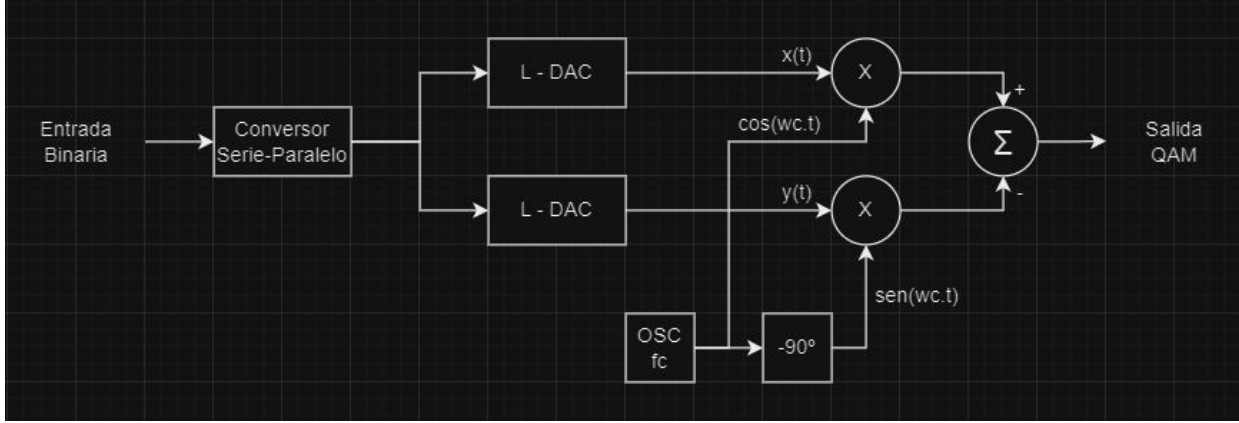 L - DAC
x(t)
X
+
Entrada
Binaria
Conversor
Serie-Paralelo
cos(wc.t)
Σ
Salida
QAM
L - DAC
y(t)
X
-
sen(wc.t)
OSC
fc
-90º